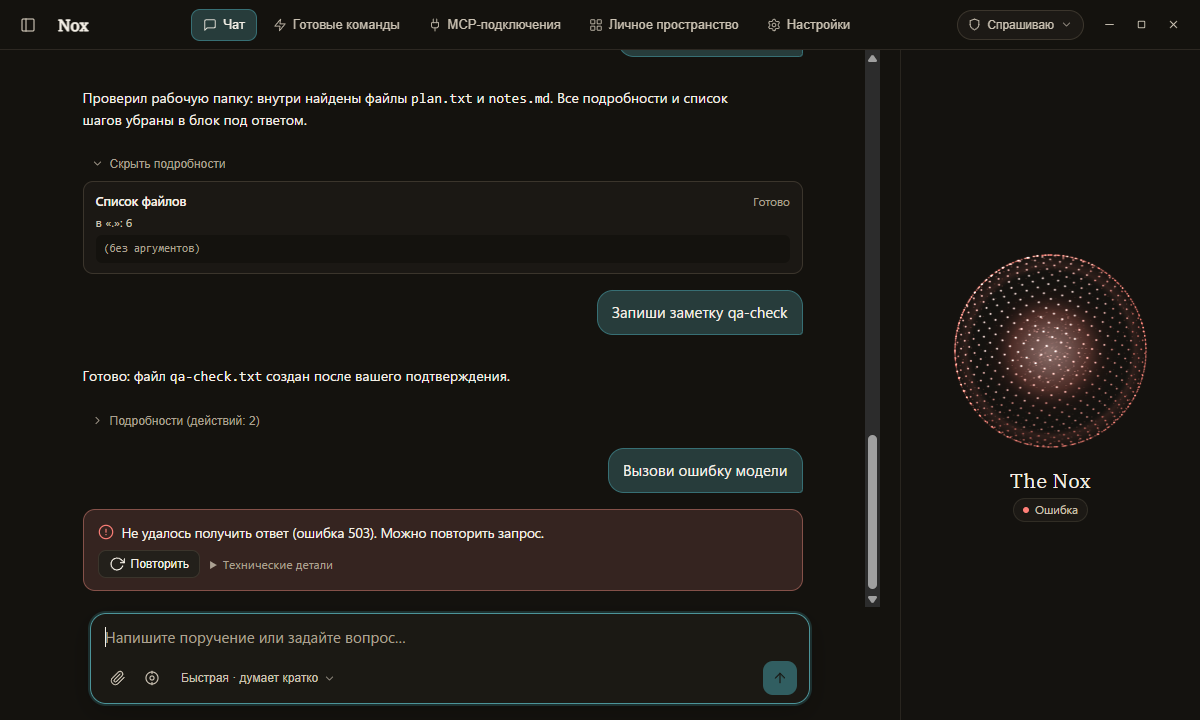 Nox
Чат
Готовые команды
MCP-подключения
Личное пространство
Настройки
Спрашиваю
Проверил рабочую папку: внутри найдены файлы plan.txt и notes.md. Все подробности и список
шагов убраны в блок под ответом.
Скрыть подробности
Список файлов
Готово
в «.»: 6
(без аргументов)
Запиши заметку qa-check
Готово: файл qa-check.txt создан после вашего подтверждения.
Подробности (действий: 2)
Вызови ошибку модели
Не удалось получить ответ (ошибка 503). Можно повторить запрос.
Повторить
Технические детали
The Nox
Ошибка
Напишите поручение или задайте вопрос...
Быстрая · думает кратко